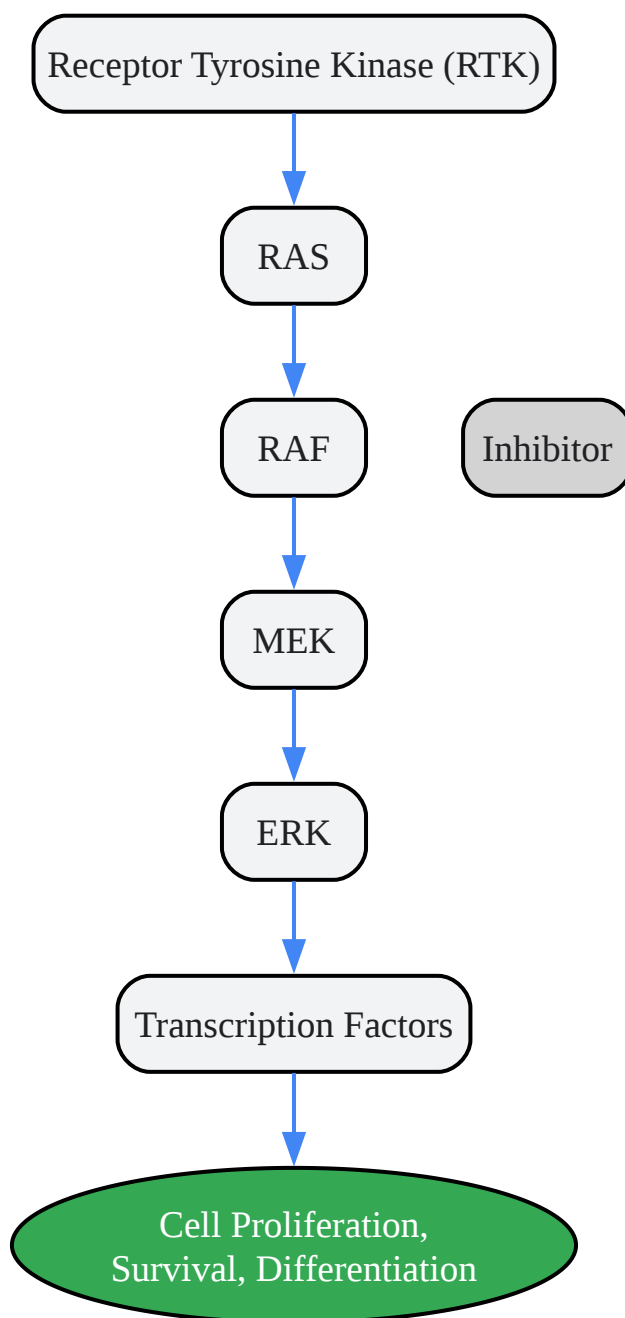 Receptor Tyrosine Kinase (RTK)
RAS
RAF
Inhibitor
MEK
ERK
Transcription Factors
Cell Proliferation,
Survival, Differentiation